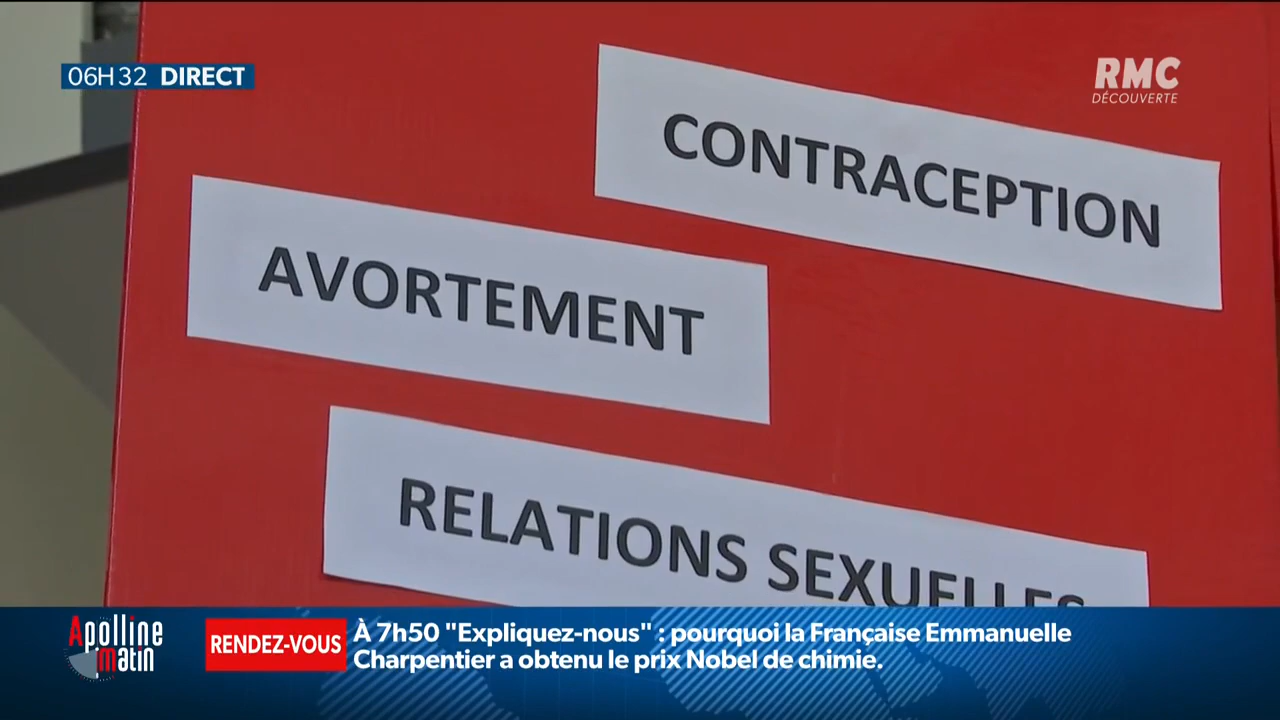 06H32 DIRECT
RMC
DÉCOUVERTE
CONTRACEPTION
AVORTEMENT
RELATIONS SEXUELLES
Apolline
Matin
RENDEZ-VOUS
À 7h50 "Expliquez-nous" : pourquoi la Française Emmanuelle
Charpentier a obtenu le prix Nobel de chimie.